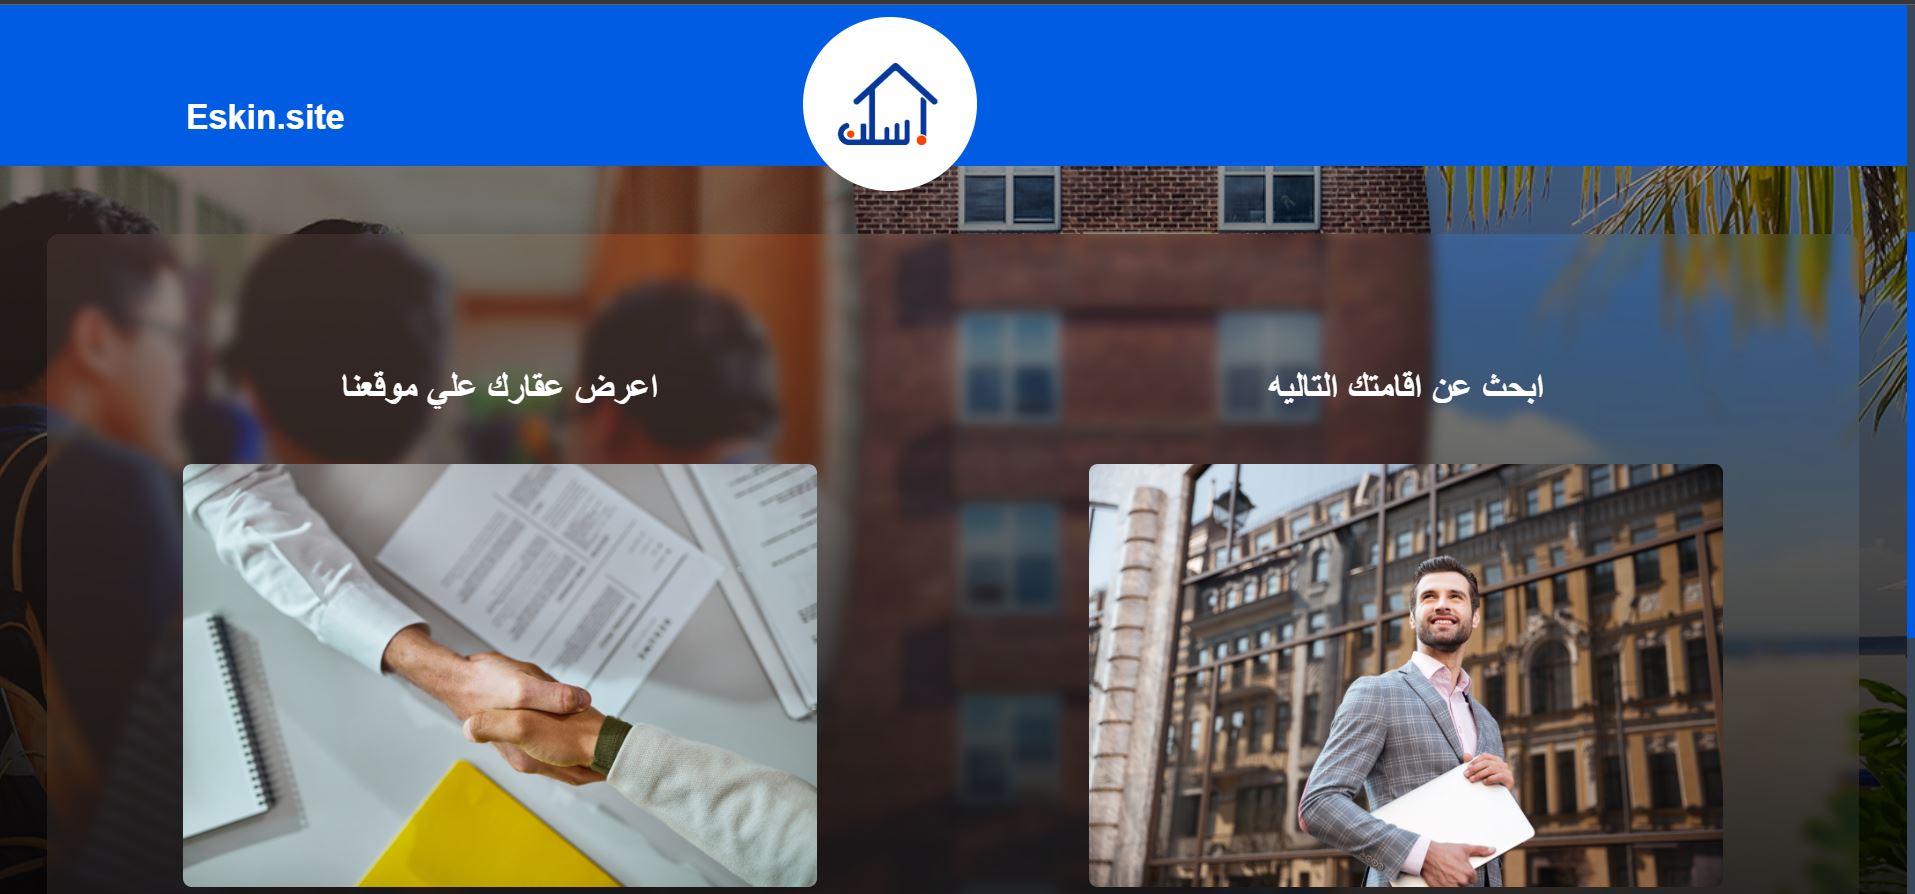 Eskin.site
اسكن
ابحث عن اقامتك التاليه
اعرض عقارك علي موقعنا